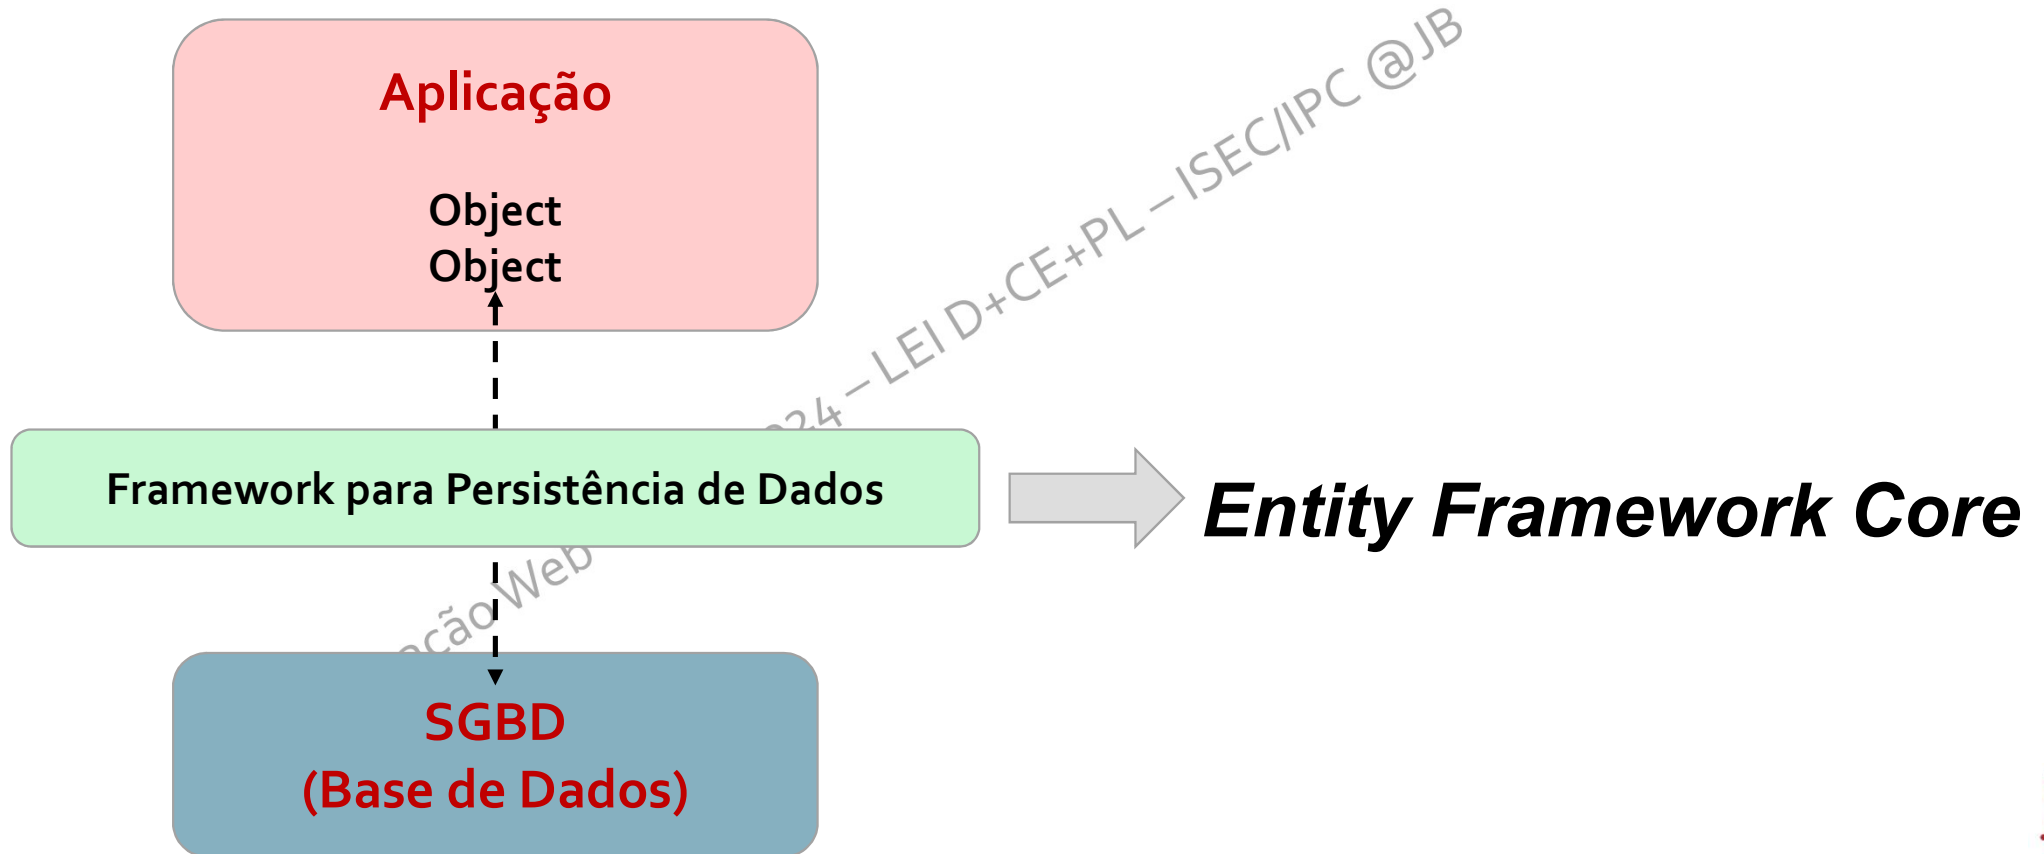 Aplicação
Object
Object
Framework para Persistência de Dados
Entity Framework Core
SGBD
(Base de Dados)
Web – LEI D+CE+PL – ISEC/IPC @JB